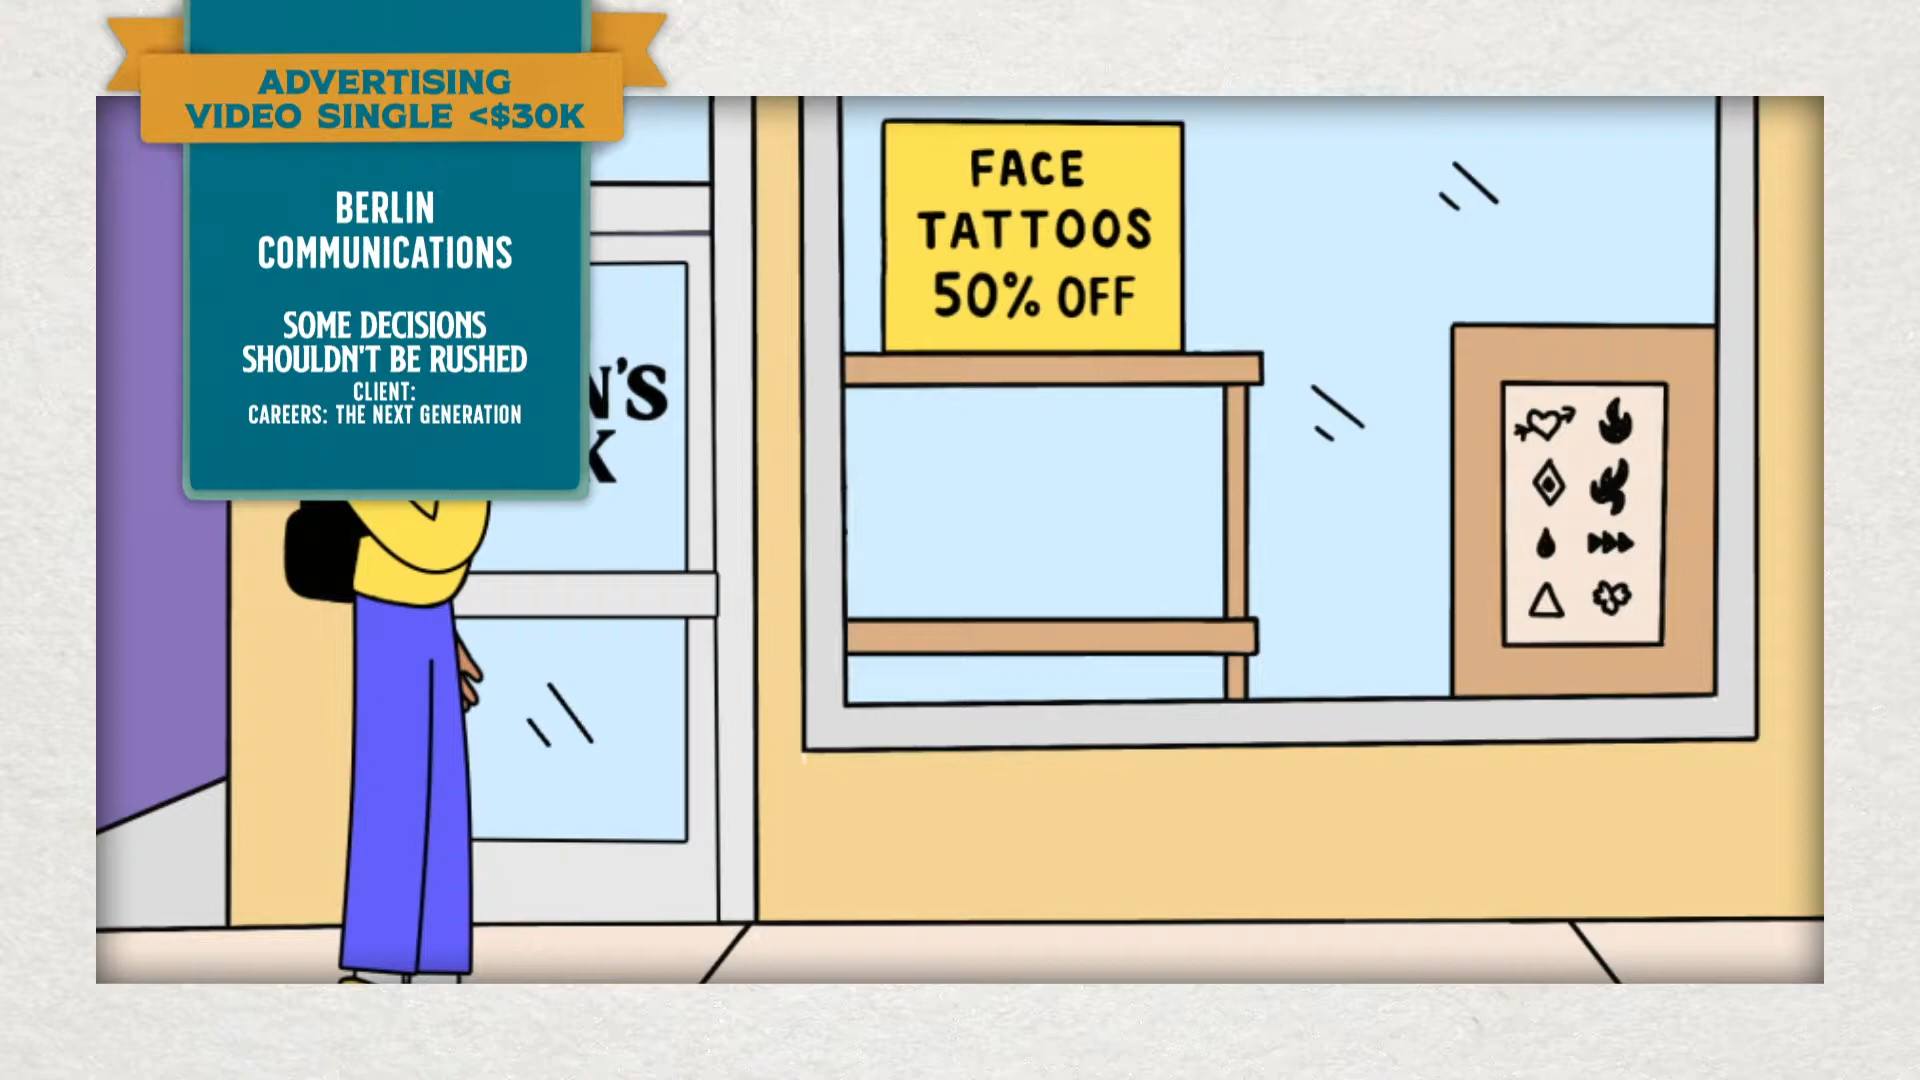 ADVERTISING
VIDEO SINGLE <$30K
BERLIN
COMMUNICATIONS
SOME DECISIONS
SHOULDN'T BE RUSHED
CLIENT:
CAREERS: THE NEXT GENERATION
FACE
TATTOOS
50% OFF